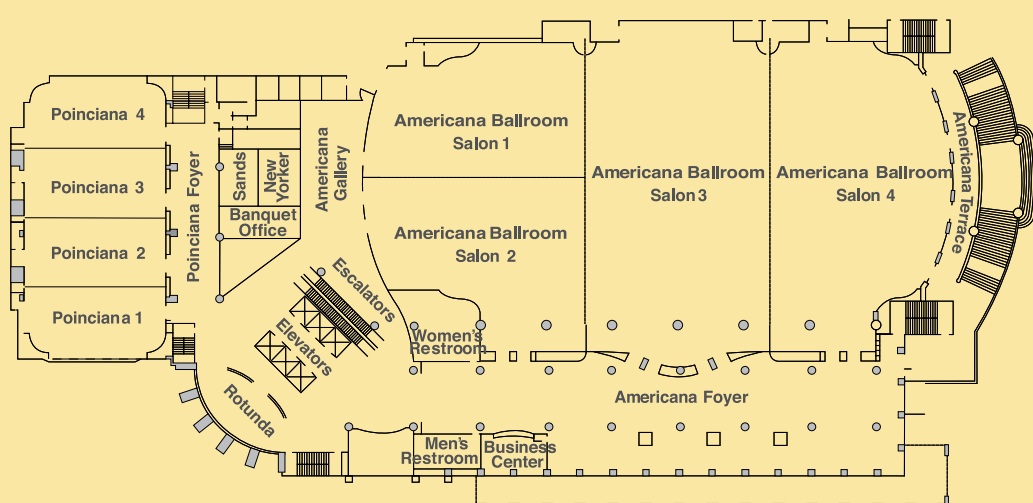 Poinciana 4
Poinciana 3
Poinciana 2
Poinciana 1
Poinciana Foyer
Sands
New
Yorker
Banquet
Office
Americana
Gallery
Americana Ballroom
Salon 1
Americana Ballroom
Salon 2
Americana Ballroom
Salon 3
Americana Ballroom
Salon 4
Americana Terrace
Escalators
Elevators
Rotunda
Women's
Restroom
Americana Foyer
Men's
Restroom
Business
Center